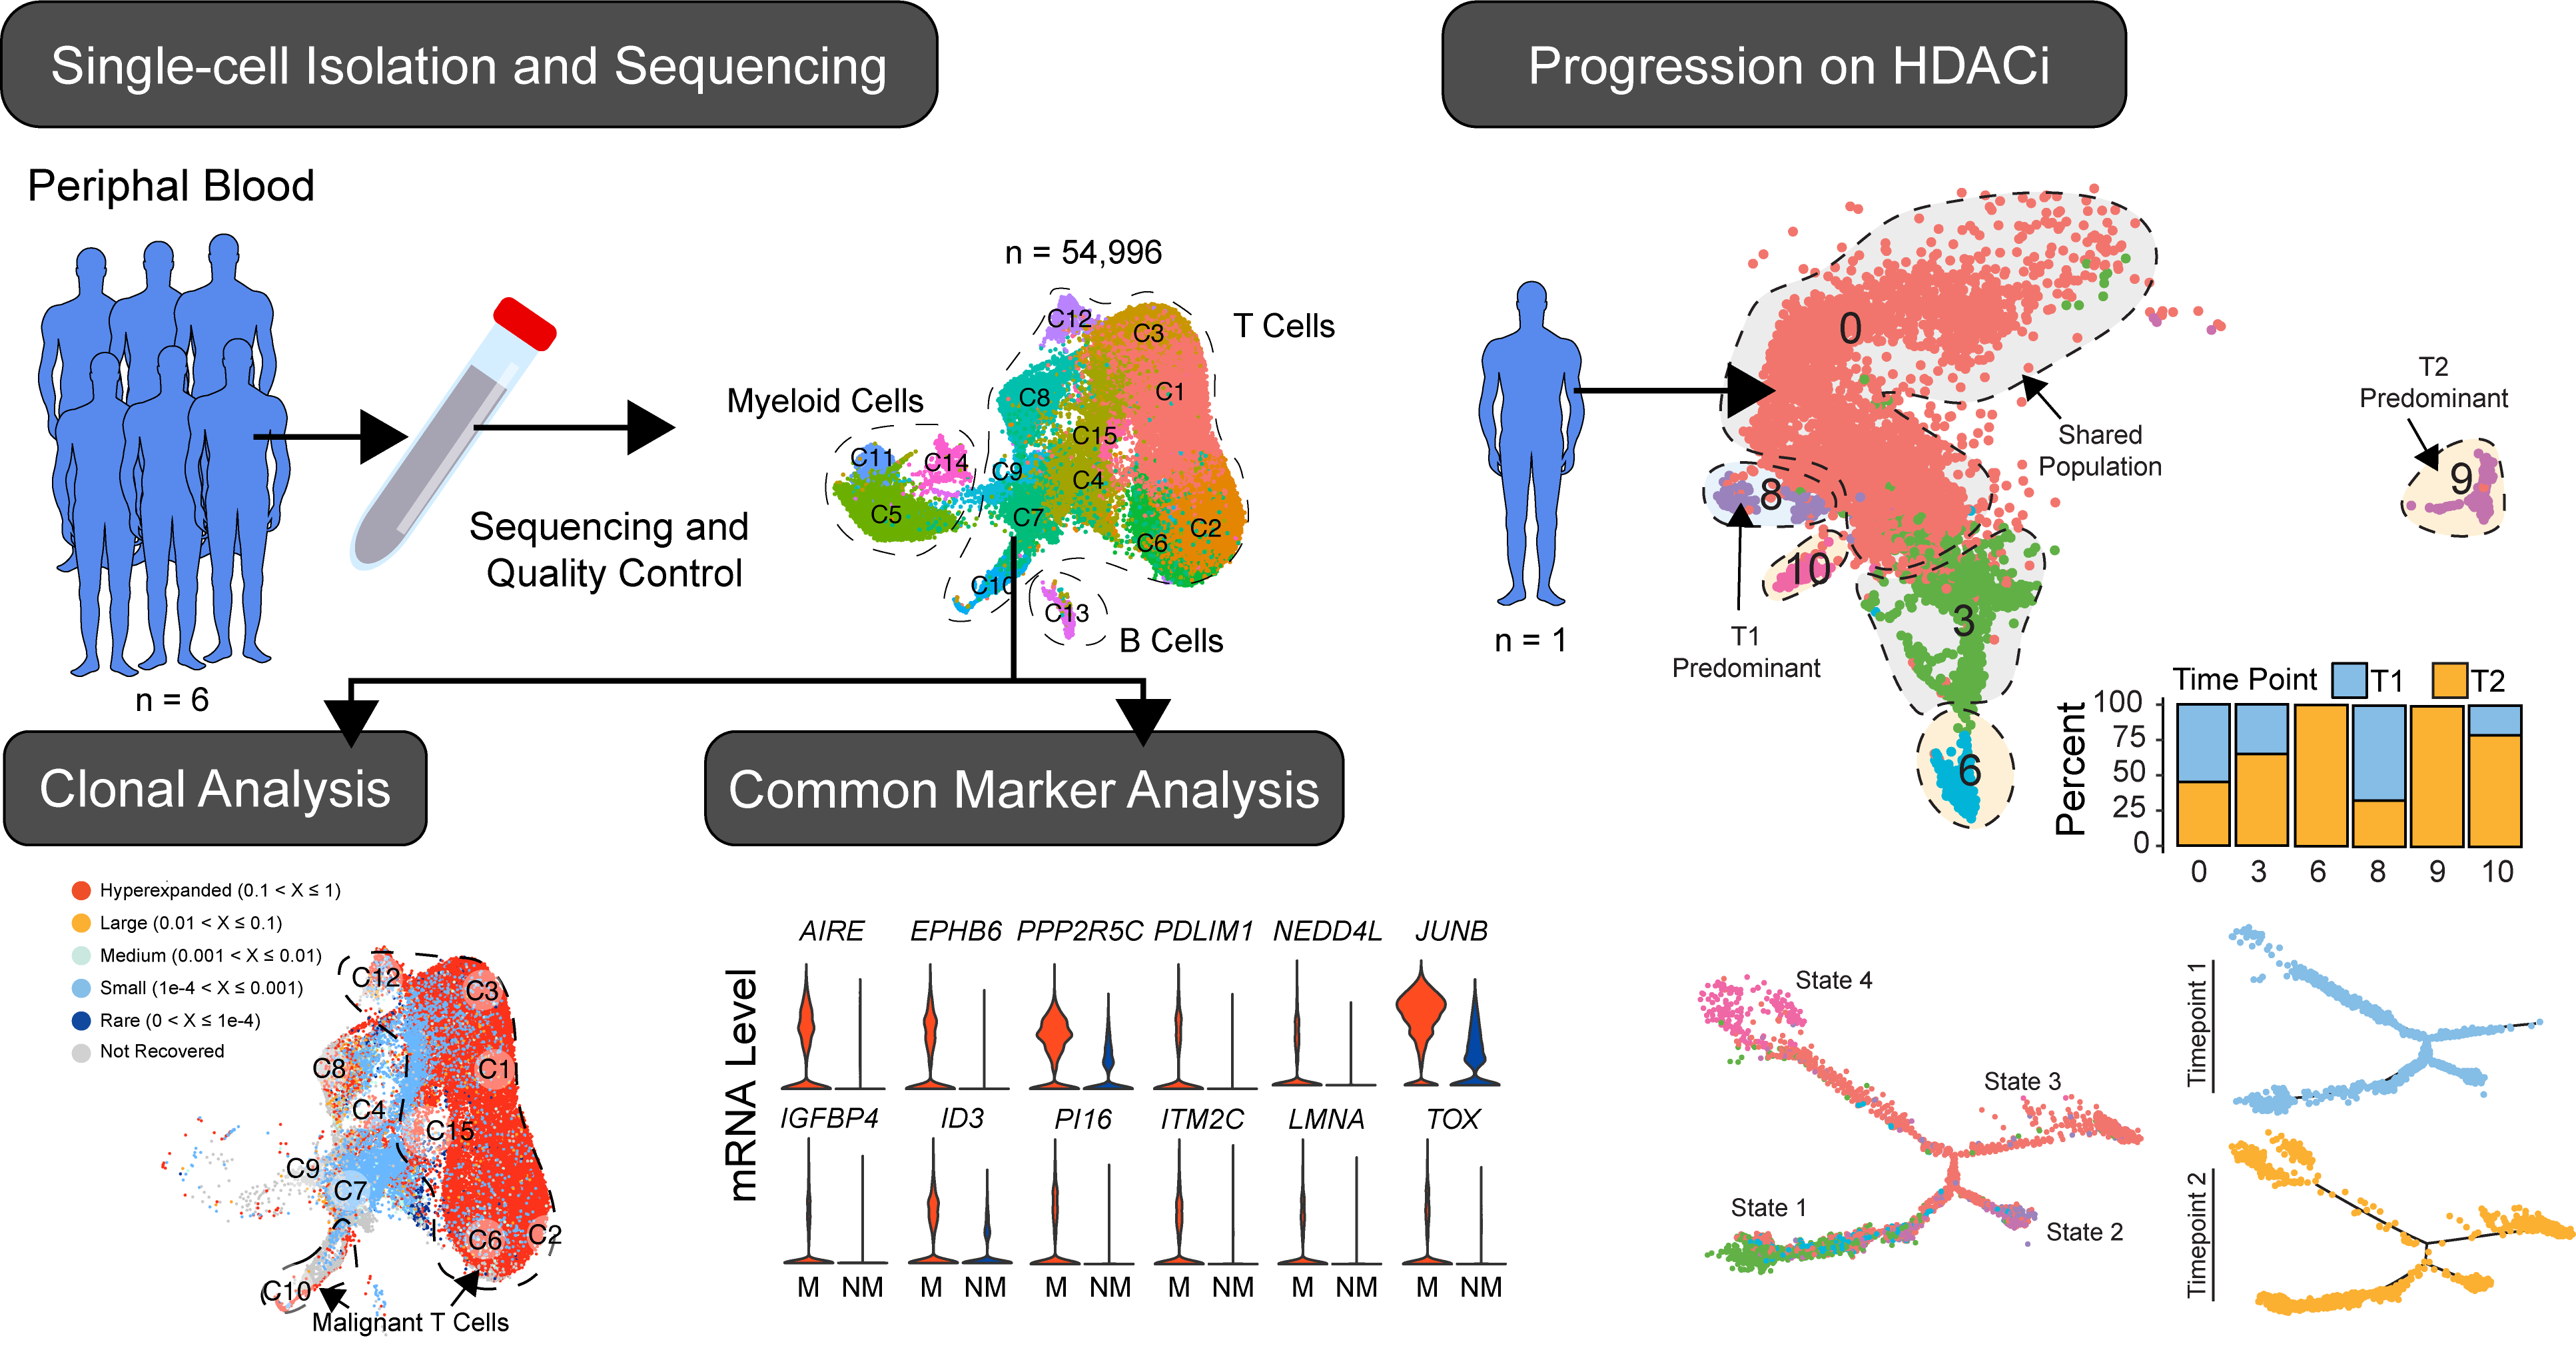 Single-cell Isolation and Sequencing
Periphal Blood
n = 6
Sequencing and
Quality Control
n = 54,996
T Cells
Myeloid Cells
B Cells
C12
C3
C8
C1
C15
C11
C14
C9
C4
C5
C7
C6
C2
C10
C13
Clonal Analysis
Hyperexpanded (0.1 < X ≤ 1)
Large (0.01 < X ≤ 0.1)
Medium (0.001 < X ≤ 0.01)
Small (1e-4 < X ≤ 0.001)
Rare (0 < X ≤ 1e-4)
Not Recovered
C12
C3
C8
C1
C4
C15
C9
C7
C6
C2
C10
Malignant T Cells
Common Marker Analysis
mRNA Level
AIRE
EPHB6
PPP2R5C
PDLIM1
NEDD4L
JUNB
IGFBP4
ID3
PI16
ITM2C
LMNA
TOX
M NM M NM M NM M NM M NM M NM
Progression on HDACi
n = 1
0
8
10
3
6
9
T1
Predominant
Shared
Population
T2
Predominant
Time Point T1 T2
Percent
100
75
50
25
0
0 3 6 8 9 10
State 4
State 3
State 1
State 2
Timepoint 1
Timepoint 2